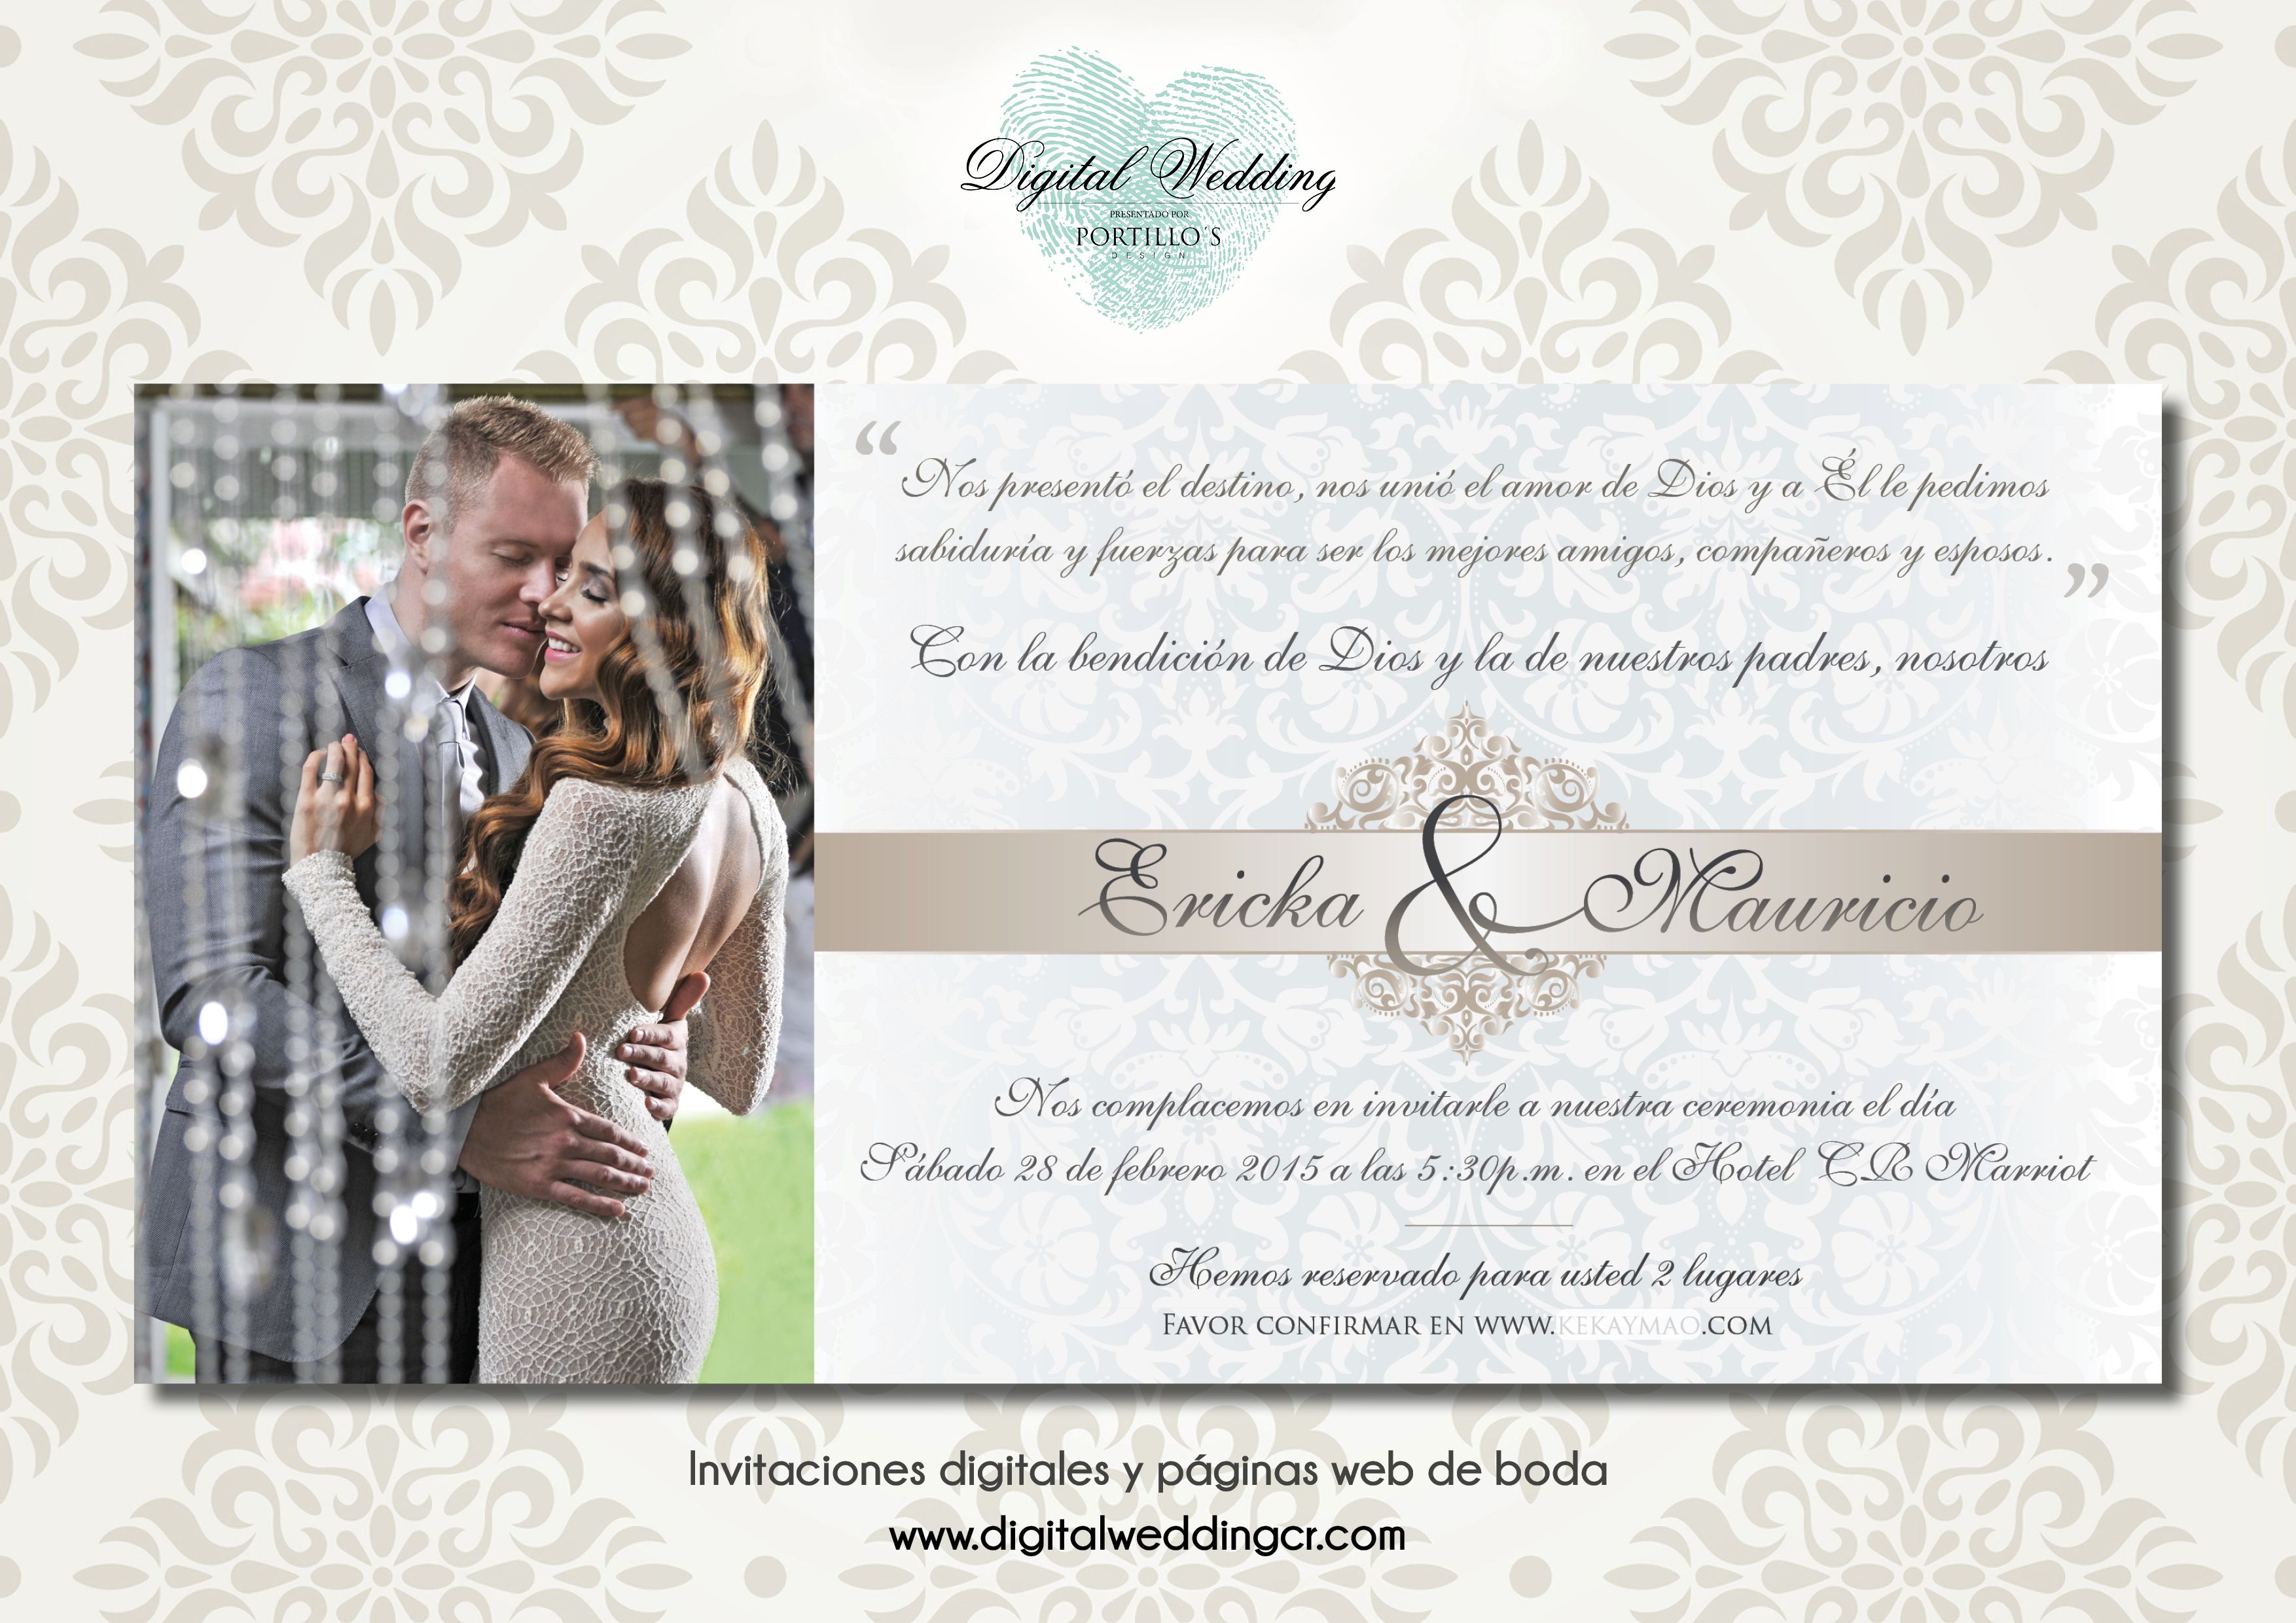 Digital Wedding
PRESENTADO POR
PORTILLO´S
DESIGN
“Nos presentó el destino, nos unió el amor de Dios y a Él le pedimos
sabiduría y fuerzas para ser los mejores amigos, compañeros y esposos.”
Con la bendición de Dios y la de nuestros padres, nosotros
Ericka & Mauricio
Nos complacemos en invitarle a nuestra ceremonia el día
Sábado 28 de febrero 2015 a las 5:30p.m. en el Hotel CR Marriot
Hemos reservado para usted 2 lugares
FAVOR CONFIRMAR EN WWW.KEKAYMAO.COM
Invitaciones digitales y páginas web de boda
www.digitalweddingcr.com